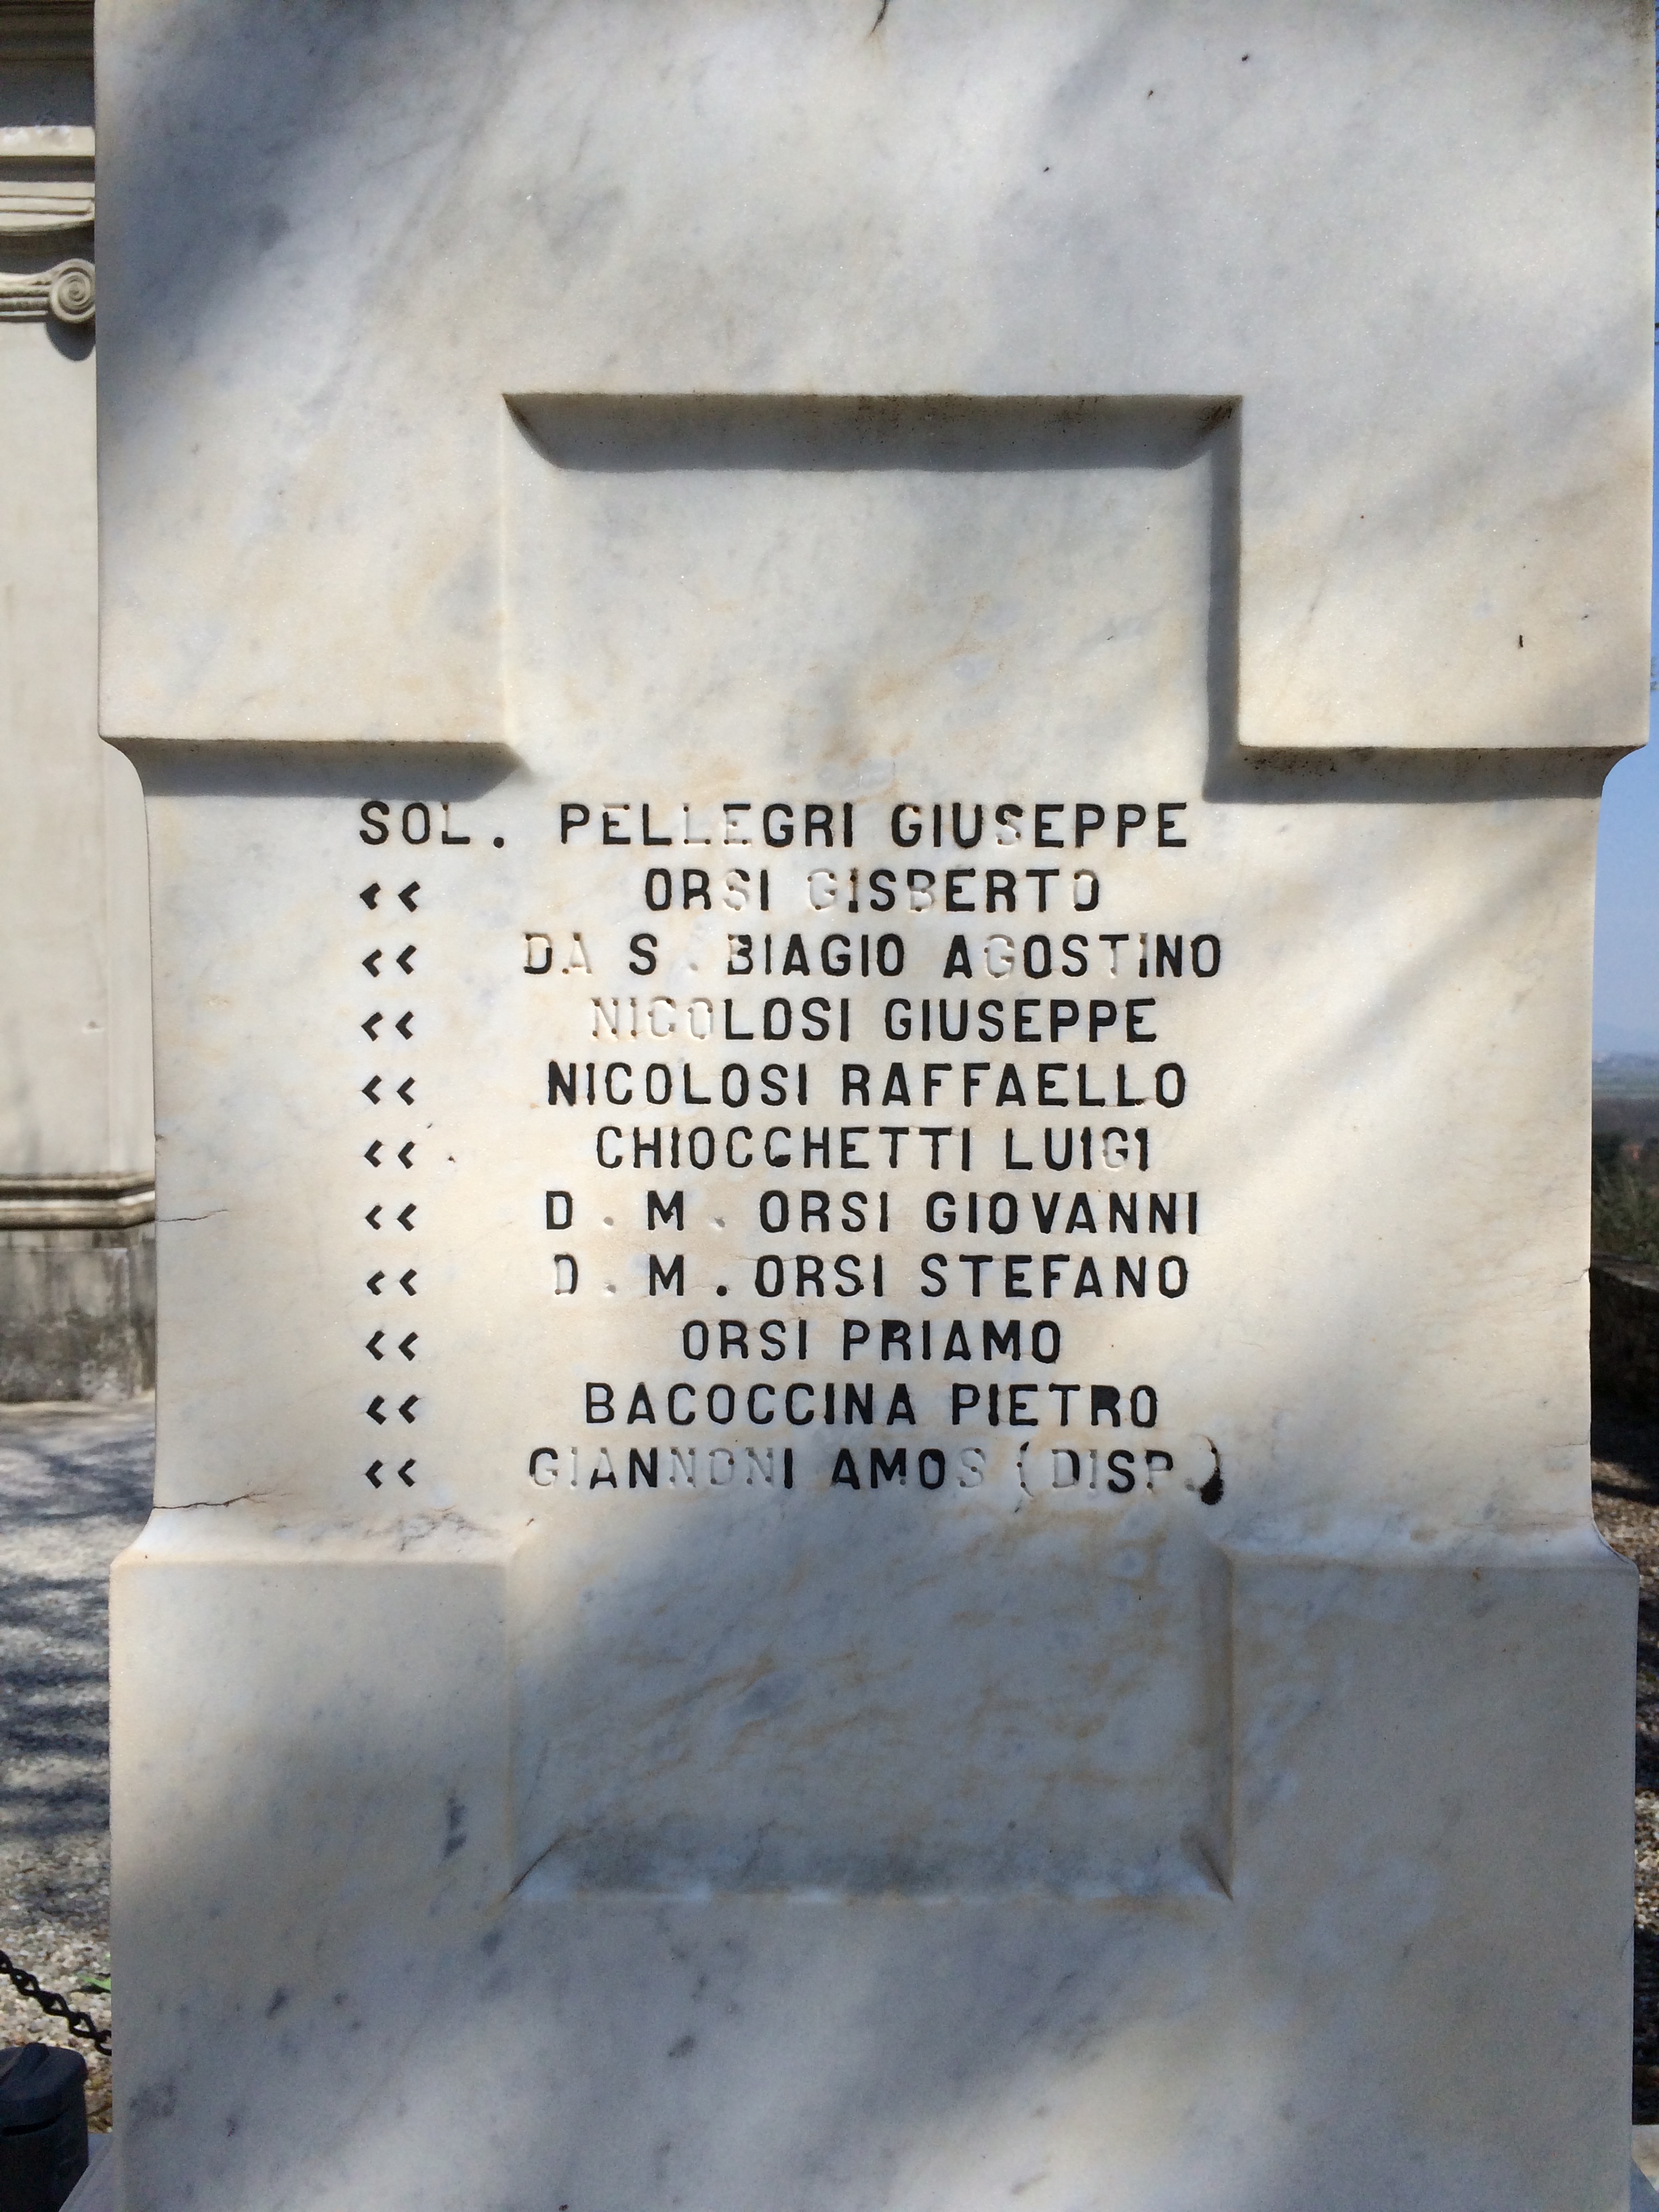 SOL. PELLEGRI GIUSEPPE
<< ORSI GISBERTO
<< DA S. BIAGIO AGOSTINO
<< NICOLOSI GIUSEPPE
<< NICOLOSI RAFFAELLO
<< CHIOCCHETTI LUIGI
<< D. M. ORSI GIOVANNI
<< D. M. ORSI STEFANO
<< ORSI PRIAMO
<< BACOCCINA PIETRO
<< GIANNONI AMOS (DISP.)